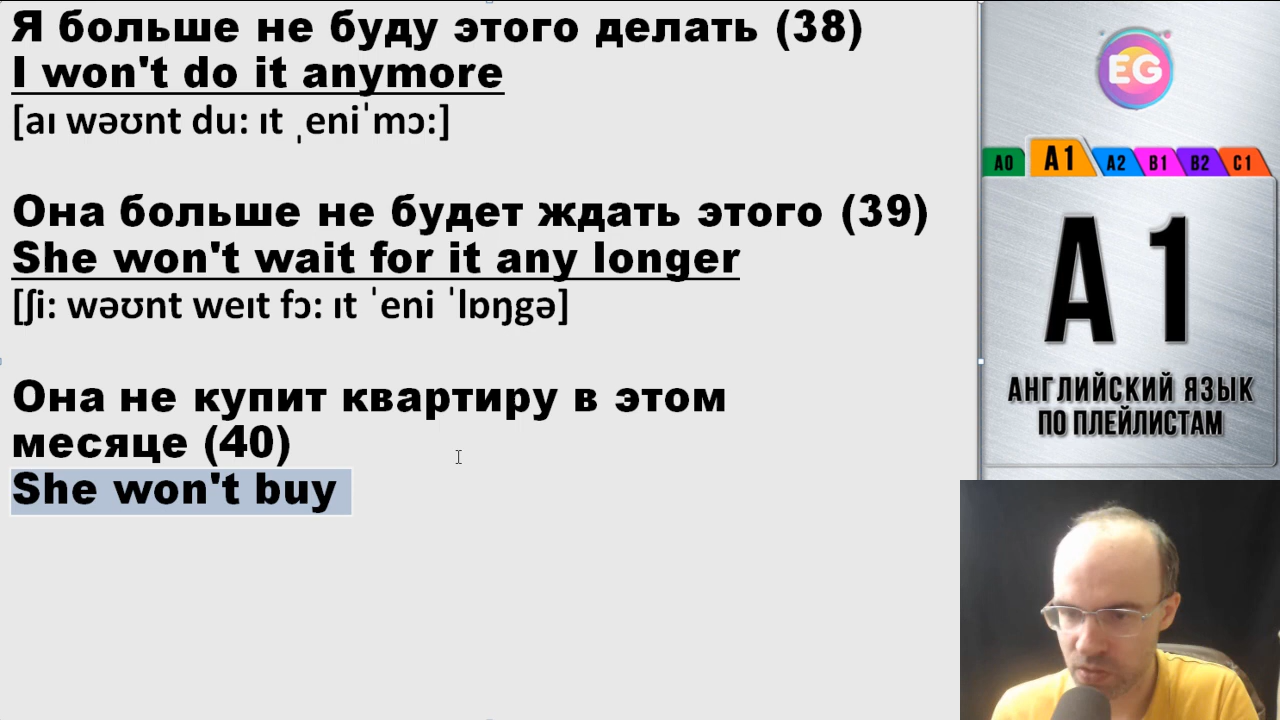 Я больше не буду этого делать (38)
I won't do it anymore
[aɪ wəʊnt duː ɪt ˌeniˈmɔː]
Она больше не будет ждать этого (39)
She won't wait for it any longer
[ʃiː wəʊnt weɪt fɔː ɪt ˈeni ˈlɒŋgə]
Она не купит квартиру в этом
месяце (40)
She won't buy
EG
A0 A1 A2 B1 B2 C1
A1
АНГЛИЙСКИЙ ЯЗЫК
ПО ПЛЕЙЛИСТАМ